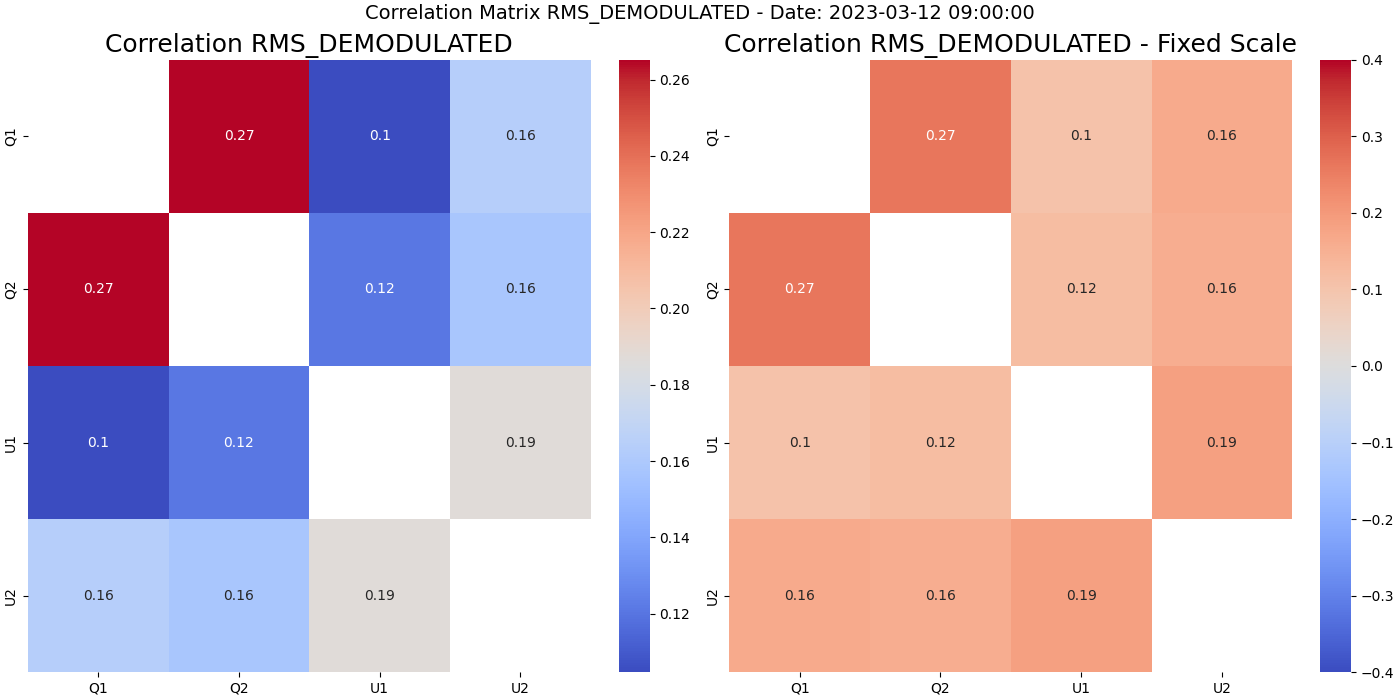 Correlation Matrix RMS_DEMODULATED - Date: 2023-03-12 09:00:00
Correlation RMS_DEMODULATED
Q1
0.27
0.1
0.16
Q2
0.27
0.12
0.16
U1
0.1
0.12
0.19
U2
0.16
0.16
0.19
Q1
Q2
U1
U2
0.26
0.24
0.22
0.20
0.18
0.16
0.14
0.12
Correlation RMS_DEMODULATED - Fixed Scale
Q1
0.27
0.1
0.16
Q2
0.27
0.12
0.16
U1
0.1
0.12
0.19
U2
0.16
0.16
0.19
Q1
Q2
U1
U2
0.4
0.3
0.2
0.1
0.0
−0.1
−0.2
−0.3
−0.4